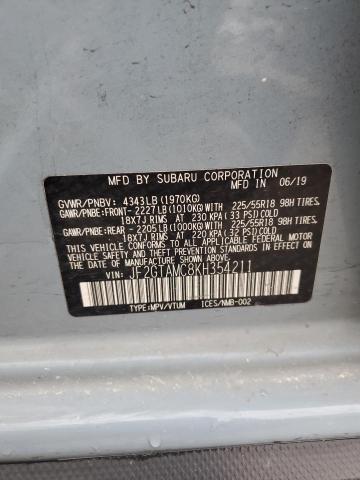 MFD BY SUBARU CORPORATION
GVWR/PNBV: 4343LB (1970KG) MFD IN 06/19
GAWR/PNBE:FRONT- 2227LB (1010KG)WITH 225/55R18 98H TIRES.
18X7J RIMS AT 230 KPA (33 PSI)COLD
GAWR/PNBE:REAR - 2205LB (1000KG)WITH 225/55R18 98H TIRES.
18X7J RIMS AT 220 KPA (32 PSI)COLD
THIS VEHICLE CONFORMS TO ALL APPLICABLE FEDERAL MOTOR
VEHICLE SAFETY, BUMPER, AND THEFT PREVENTION STANDARDS
IN EFFECT ON THE DATE OF MANUFACTURE SHOWN ABOVE.
VIN: JF2GTAMC8KH354211
TYPE:MPV/VTUM ICES/NMB-002